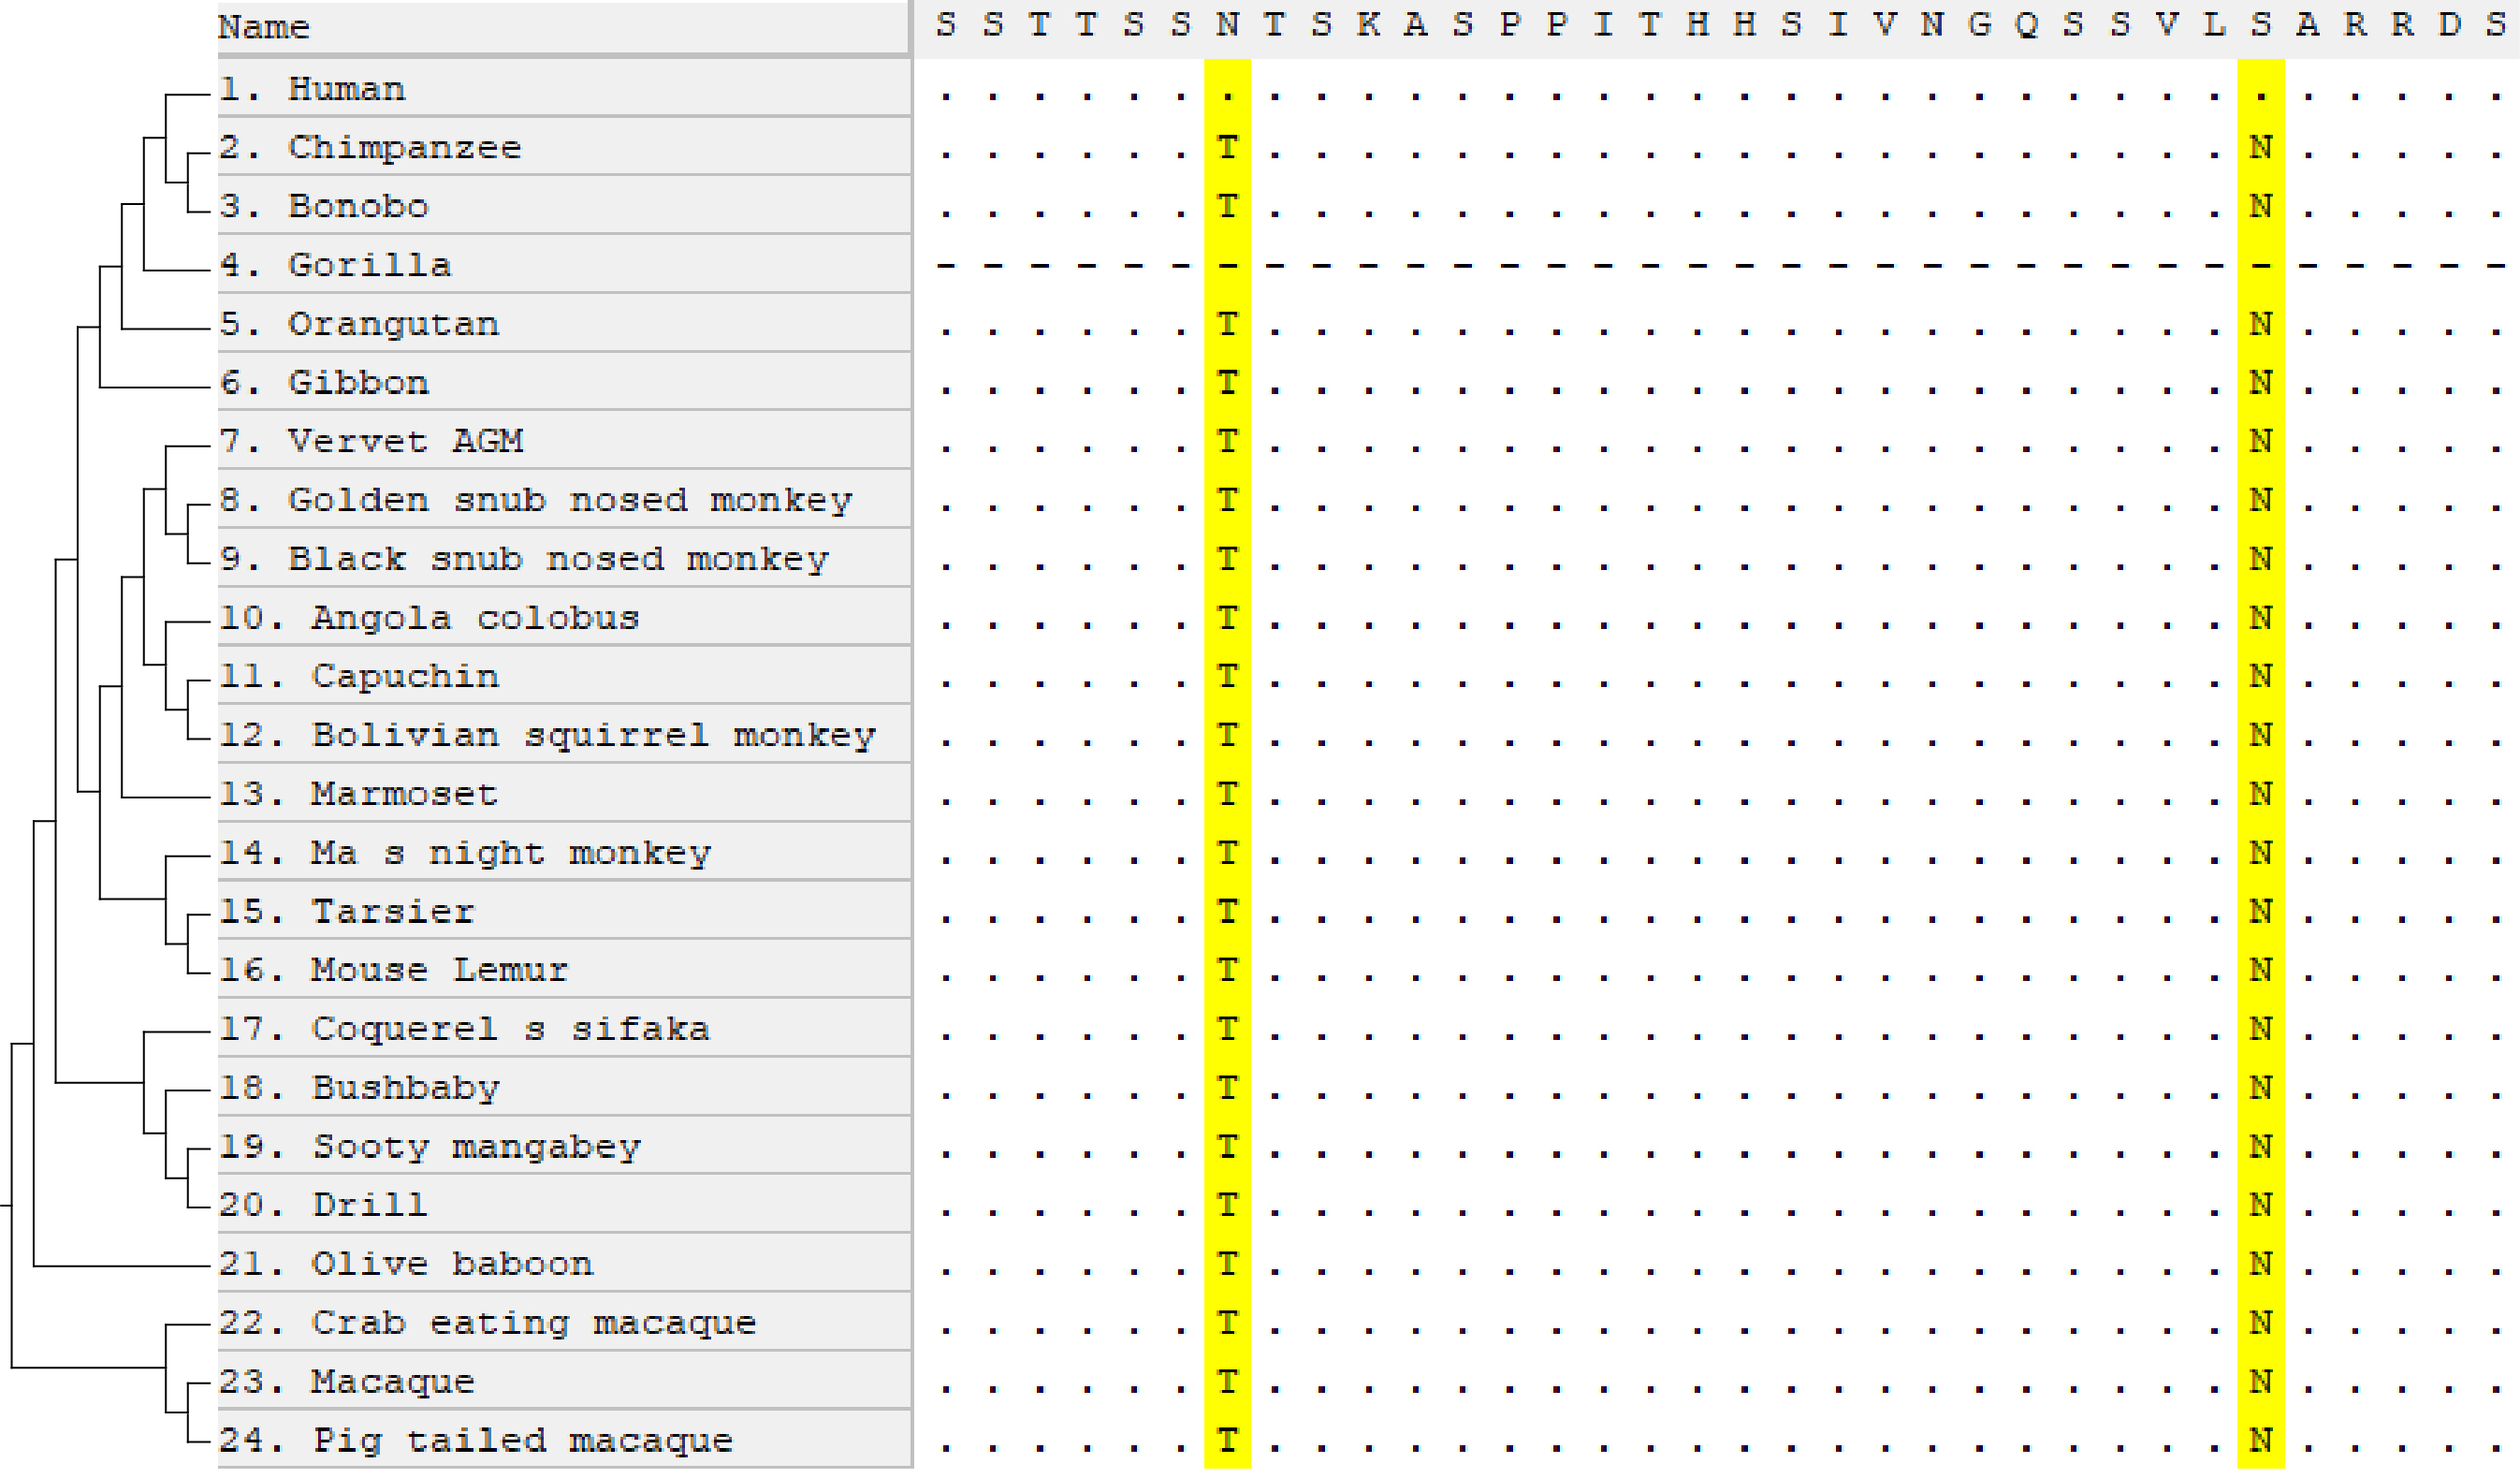 Name S S T T S S N T S K A S P P I T H H S I V N G Q S S V L S A R R D S
1. Human . . . . . . . . . . . . . . . . . . . . . . . . . . . . . . . . . .
2. Chimpanzee . . . . . . T . . . . . . . . . . . . . . . . . . . . . N . . . . .
3. Bonobo . . . . . . T . . . . . . . . . . . . . . . . . . . . . N . . . . .
4. Gorilla - - - - - - - - - - - - - - - - - - - - - - - - - - - - - - - - - -
5. Orangutan . . . . . . T . . . . . . . . . . . . . . . . . . . . . N . . . . .
6. Gibbon . . . . . . T . . . . . . . . . . . . . . . . . . . . . N . . . . .
7. Vervet AGM . . . . . . T . . . . . . . . . . . . . . . . . . . . . N . . . . .
8. Golden snub nosed monkey . . . . . . T . . . . . . . . . . . . . . . . . . . . . N . . . . .
9. Black snub nosed monkey . . . . . . T . . . . . . . . . . . . . . . . . . . . . N . . . . .
10. Angola colobus . . . . . . T . . . . . . . . . . . . . . . . . . . . . N . . . . .
11. Capuchin . . . . . . T . . . . . . . . . . . . . . . . . . . . . N . . . . .
12. Bolivian squirrel monkey . . . . . . T . . . . . . . . . . . . . . . . . . . . . N . . . . .
13. Marmoset . . . . . . T . . . . . . . . . . . . . . . . . . . . . N . . . . .
14. Ma s night monkey . . . . . . T . . . . . . . . . . . . . . . . . . . . . N . . . . .
15. Tarsier . . . . . . T . . . . . . . . . . . . . . . . . . . . . N . . . . .
16. Mouse Lemur . . . . . . T . . . . . . . . . . . . . . . . . . . . . N . . . . .
17. Coquerel s sifaka . . . . . . T . . . . . . . . . . . . . . . . . . . . . N . . . . .
18. Bushbaby . . . . . . T . . . . . . . . . . . . . . . . . . . . . N . . . . .
19. Sooty mangabey . . . . . . T . . . . . . . . . . . . . . . . . . . . . N . . . . .
20. Drill . . . . . . T . . . . . . . . . . . . . . . . . . . . . N . . . . .
21. Olive baboon . . . . . . T . . . . . . . . . . . . . . . . . . . . . N . . . . .
22. Crab eating macaque . . . . . . T . . . . . . . . . . . . . . . . . . . . . N . . . . .
23. Macaque . . . . . . T . . . . . . . . . . . . . . . . . . . . . N . . . . .
24. Pig tailed macaque . . . . . . T . . . . . . . . . . . . . . . . . . . . . N . . . . .